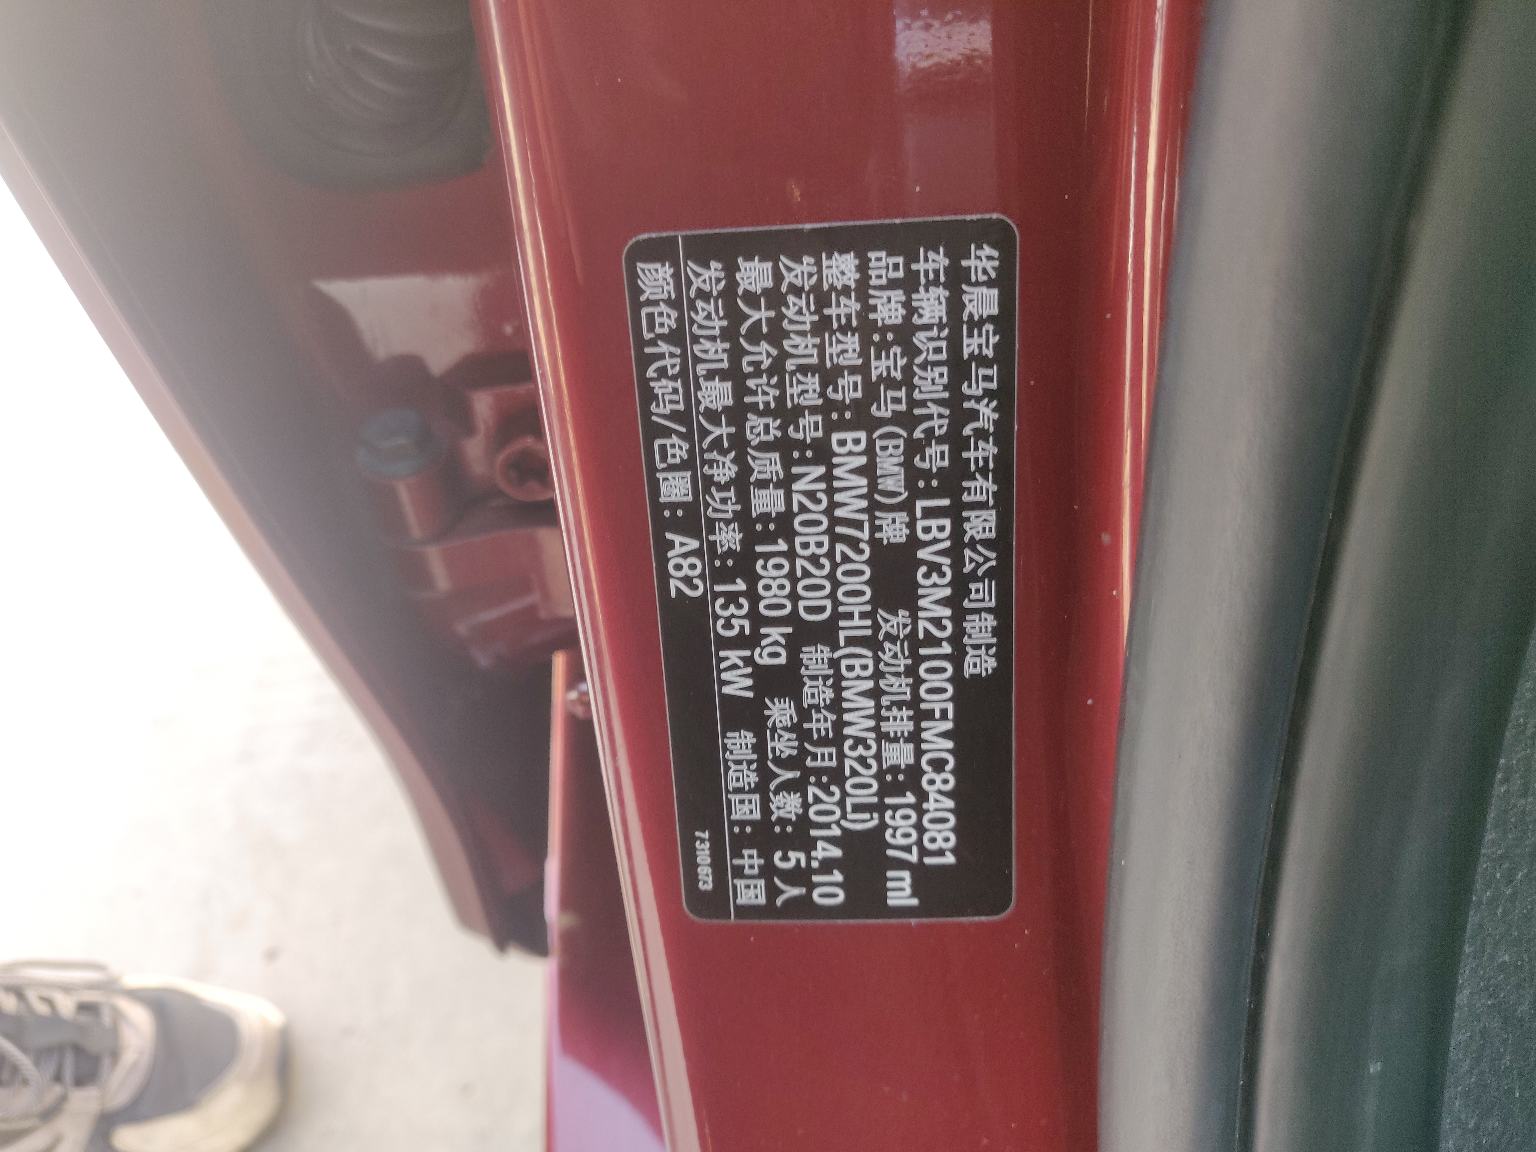 华晨宝马汽车有限公司制造
车辆识别代号：LBV3M2100FMC84081
品牌：宝马(BMW)牌 发动机排量：1997 ml
整车型号：BMW7200HL(BMW320Li)
发动机型号：N20B20D 制造年月：2014.10
最大允许总质量：1980 kg 乘坐人数：5人
发动机最大净功率：135 kW 制造国：中国
颜色代码/色圈：A82
7310673